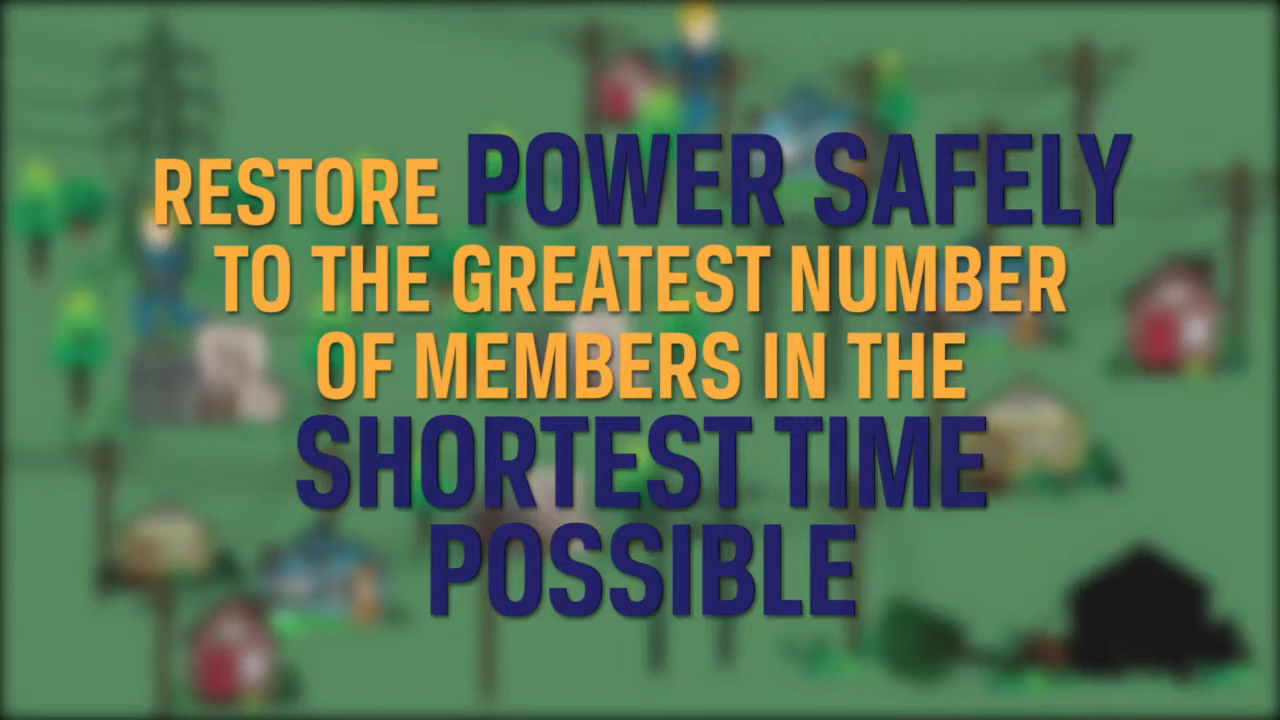 RESTORE POWER SAFELY
TO THE GREATEST NUMBER
OF MEMBERS IN THE
SHORTEST TIME
POSSIBLE